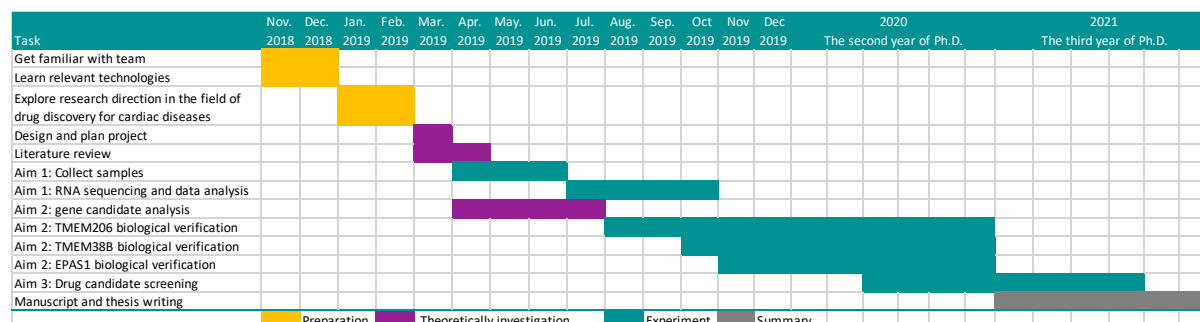 Nov. Dec. Jan. Feb. Mar. Apr. May. Jun. Jul. Aug. Sep. Oct Nov Dec 2020 2021
Task 2018 2018 2019 2019 2019 2019 2019 2019 2019 2019 2019 2019 2019 2019 The second year of Ph.D. The third year of Ph.D.
Get familiar with team
Learn relevant technologies
Explore research direction in the field of
drug discovery for cardiac diseases
Design and plan project
Literature review
Aim 1: Collect samples
Aim 1: RNA sequencing and data analysis
Aim 2: gene candidate analysis
Aim 2: TMEM206 biological verification
Aim 2: TMEM38B biological verification
Aim 2: EPAS1 biological verification
Aim 3: Drug candidate screening
Manuscript and thesis writing
Preparation Theoretically investigation Experiment Summary